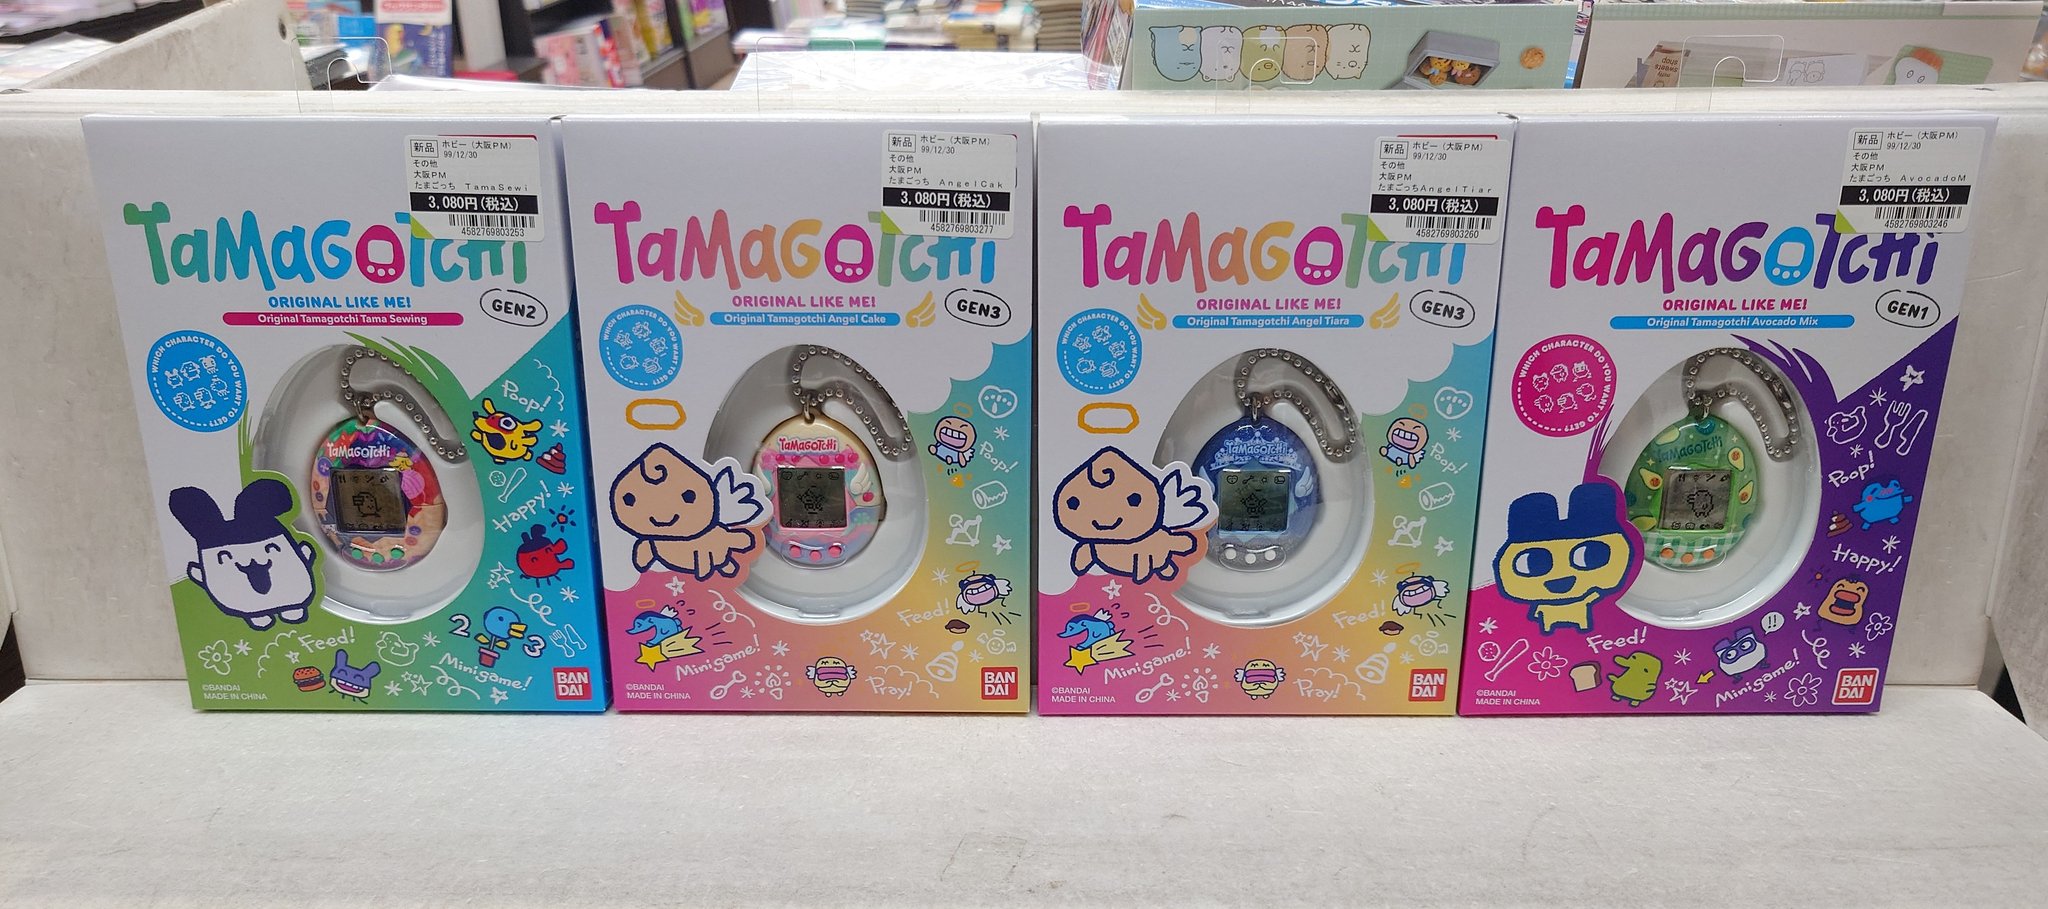 新品
ホビー（大阪PM）
99/12/30
その他
大阪PM
たまごっち TamaSewi
3,080円(税込)
4582769803253
TaMaGoTCHi
ORIGINAL LIKE ME!
Original Tamagotchi Tama Sewing
GEN2
WHICH CHARACTER DO YOU WANT TO GET?
TaMaGoTCHi
Poop!
Happy!
2
3
Feed!
Minigame!
©BANDAI
MADE IN CHINA
BAN
DAI
新品
ホビー（大阪PM）
99/12/30
その他
大阪PM
たまごっち AngelCak
3,080円(税込)
4582769803277
TaMaGoTCHi
ORIGINAL LIKE ME!
Original Tamagotchi Angel Cake
GEN3
WHICH CHARACTER DO YOU WANT TO GET?
TaMaGoTCHi
Poop!
Feed!
Minigame!
Pray!
©BANDAI
MADE IN CHINA
BAN
DAI
新品
ホビー（大阪PM）
99/12/30
その他
大阪PM
たまごっちAngelTiar
3,080円(税込)
4582769803260
TaMaGoTCHi
ORIGINAL LIKE ME!
Original Tamagotchi Angel Tiara
GEN3
WHICH CHARACTER DO YOU WANT TO GET?
TaMaGoTCHi
Poop!
Feed!
Minigame!
Pray!
©BANDAI
MADE IN CHINA
BAN
DAI
新品
ホビー（大阪PM）
99/12/30
その他
大阪PM
たまごっち AvocadoM
3,080円(税込)
4582769803246
TaMaGoTCHi
ORIGINAL LIKE ME!
Original Tamagotchi Avocado Mix
GEN1
WHICH CHARACTER DO YOU WANT TO GET?
TaMaGoTCHi
Poop!
Happy!
!!
Feed!
Minigame!
©BANDAI
MADE IN CHINA
BAN
DAI